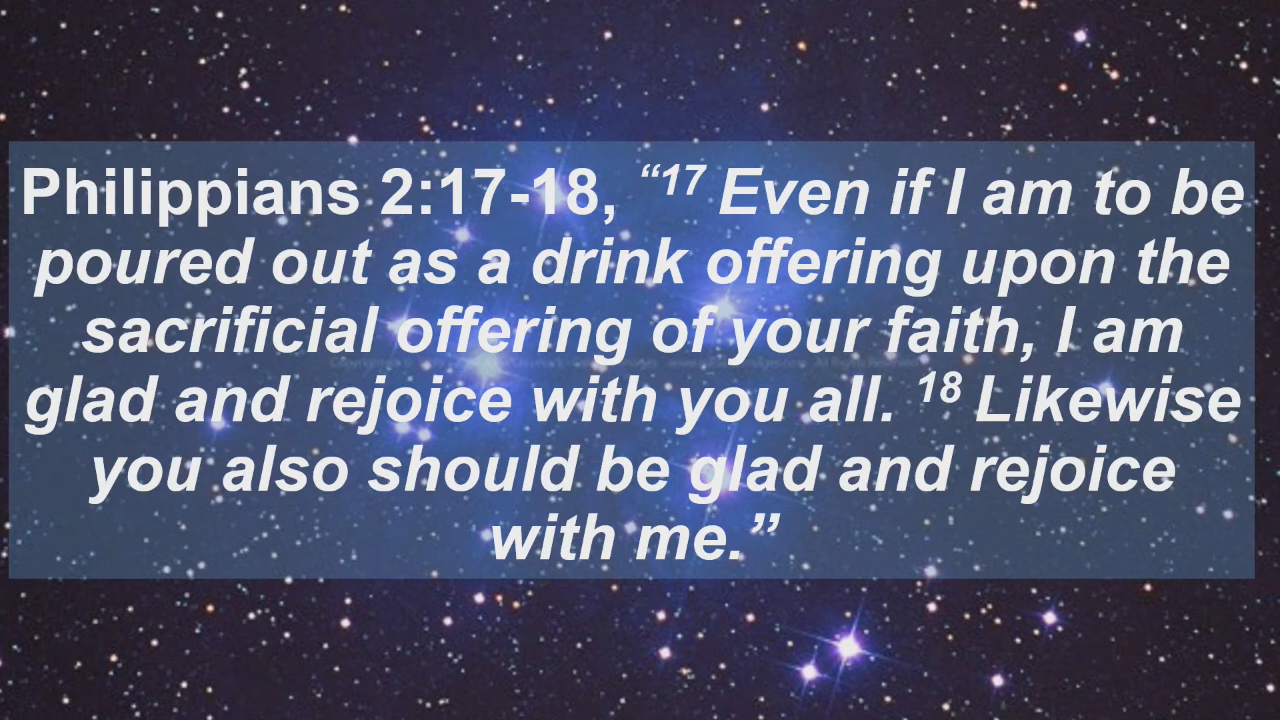 Philippians 2:17-18, “17 Even if I am to be
poured out as a drink offering upon the
sacrificial offering of your faith, I am
glad and rejoice with you all. 18 Likewise
you also should be glad and rejoice
with me.”